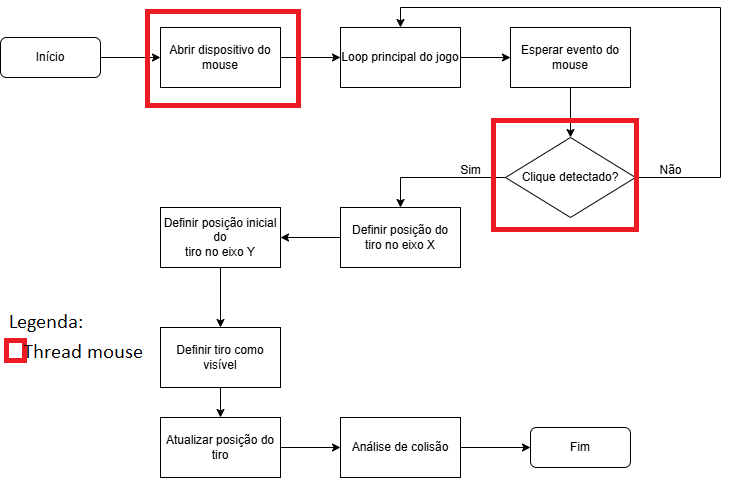 Início
Abrir dispositivo do
mouse
Loop principal do jogo
Esperar evento do
mouse
Clique detectado?
Sim
Não
Definir posição do
tiro no eixo X
Definir posição inicial
do
tiro no eixo Y
Legenda:
Thread mouse
Definir tiro como
visível
Atualizar posição do
tiro
Análise de colisão
Fim